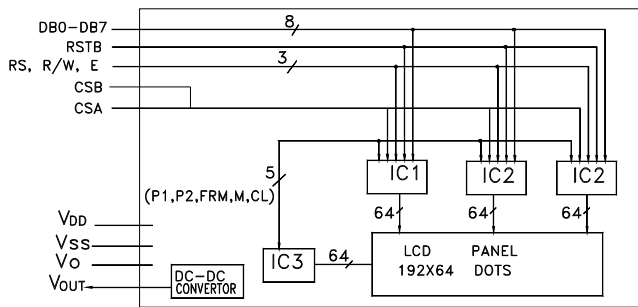 DB0-DB7 8
RSTB
RS, R/W, E 3
CSB
CSA
IC1 IC2 IC2
5
(P1,P2,FRM,M,CL)
64 64 64
VDD
VSS
VO
VOUT
DC-DC
CONVERTOR
IC3 64
LCD PANEL
192X64 DOTS